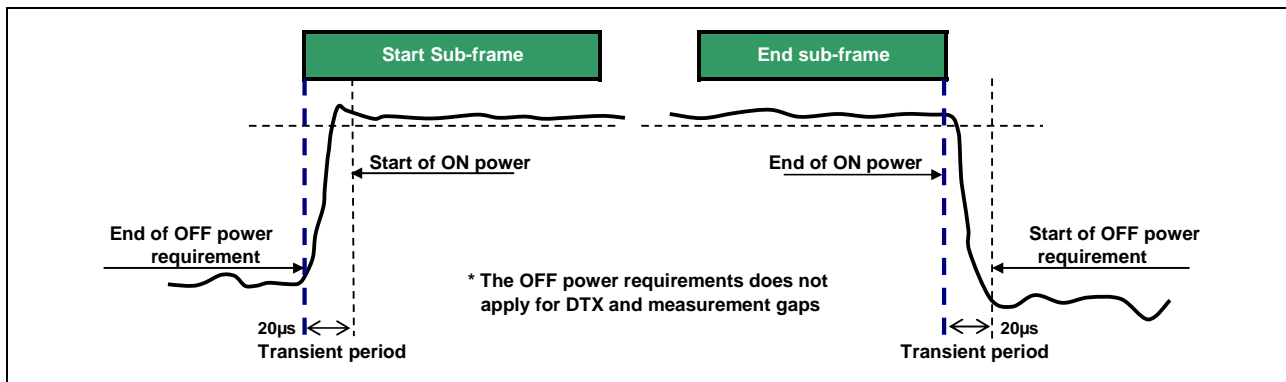 Start Sub-frame
End sub-frame
Start of ON power
End of ON power
End of OFF power
requirement
Start of OFF power
requirement
* The OFF power requirements does not
apply for DTX and measurement gaps
20µs
Transient period
20µs
Transient period